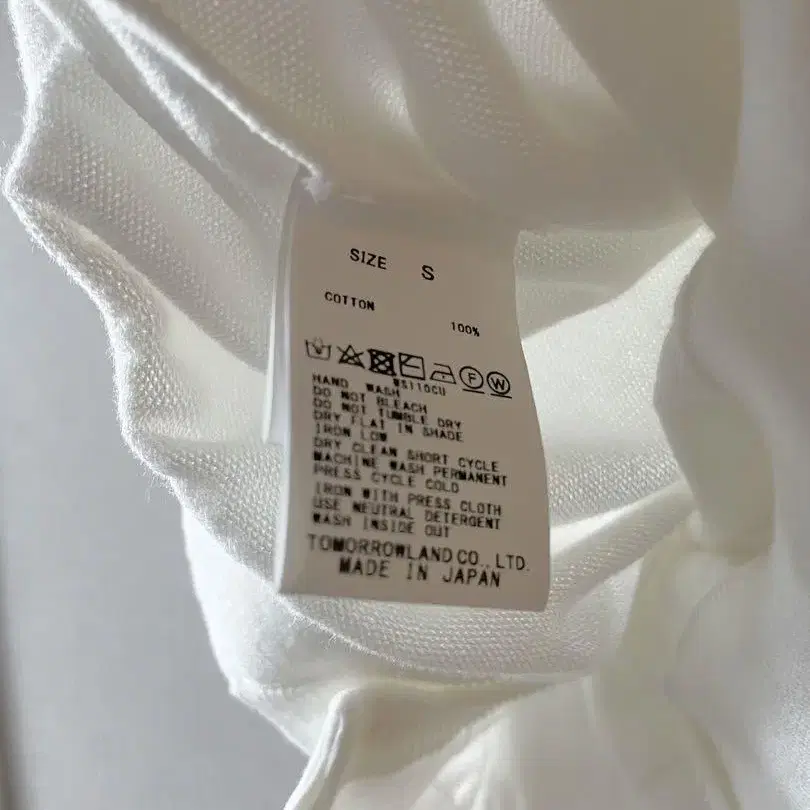 SIZE S
COTTON
100%
F W
WS110CU
HAND WASH
DO NOT BLEACH
DO NOT TUMBLE DRY
DRY FLAT IN SHADE
IRON LOW
DRY CLEAN SHORT CYCLE
MACHINE WASH PERMANENT
PRESS CYCLE COLD
IRON WITH PRESS CLOTH
USE NEUTRAL DETERGENT
WASH INSIDE OUT
TOMORROWLAND CO., LTD.
MADE IN JAPAN